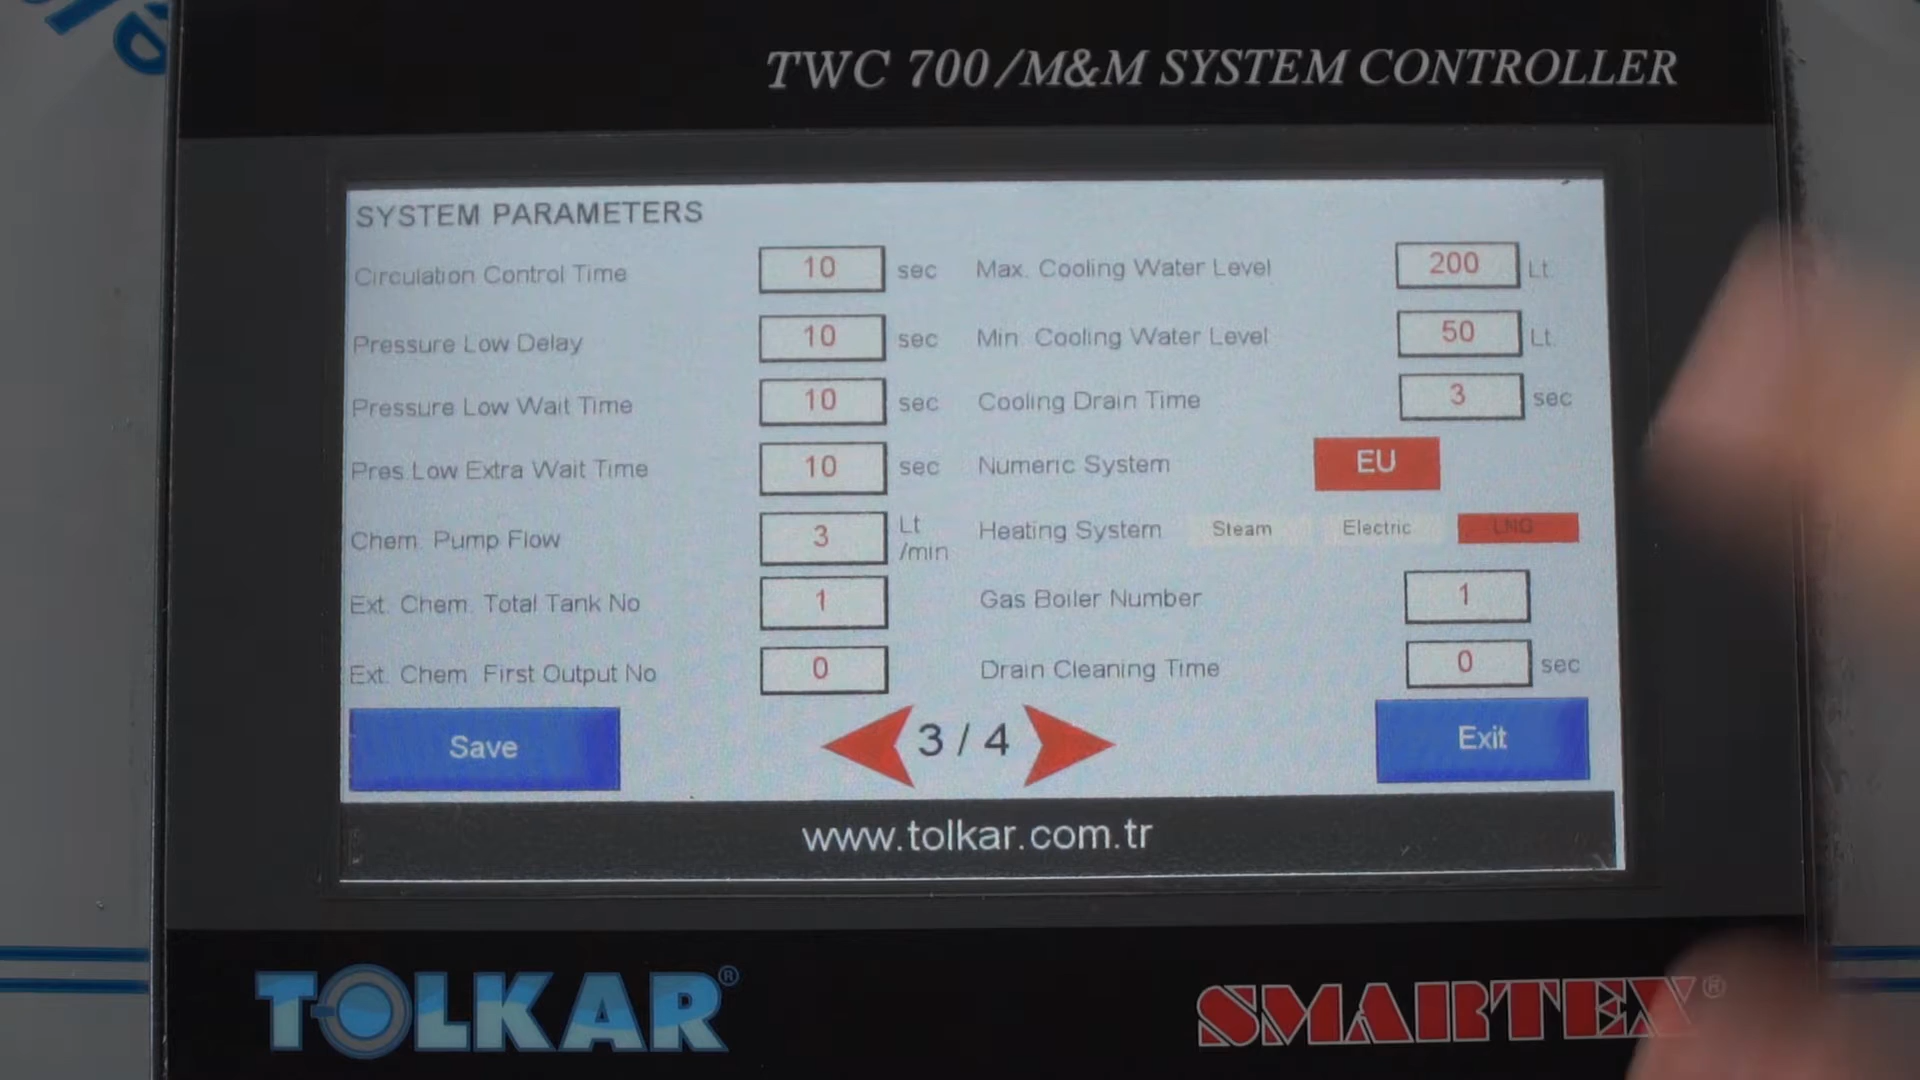 TWC 700/M&M SYSTEM CONTROLLER
SYSTEM PARAMETERS
Circulation Control Time 10 sec
Pressure Low Delay 10 sec
Pressure Low Wait Time 10 sec
Pres.Low Extra Wait Time 10 sec
Chem. Pump Flow 3 Lt /min
Ext. Chem. Total Tank No 1
Ext. Chem. First Output No 0
Max. Cooling Water Level 200 Lt.
Min. Cooling Water Level 50 Lt.
Cooling Drain Time 3 sec
Numeric System EU
Heating System Steam Electric LNG
Gas Boiler Number 1
Drain Cleaning Time 0 sec
Save 3 / 4 Exit
www.tolkar.com.tr
TOLKAR® SMARTEX®